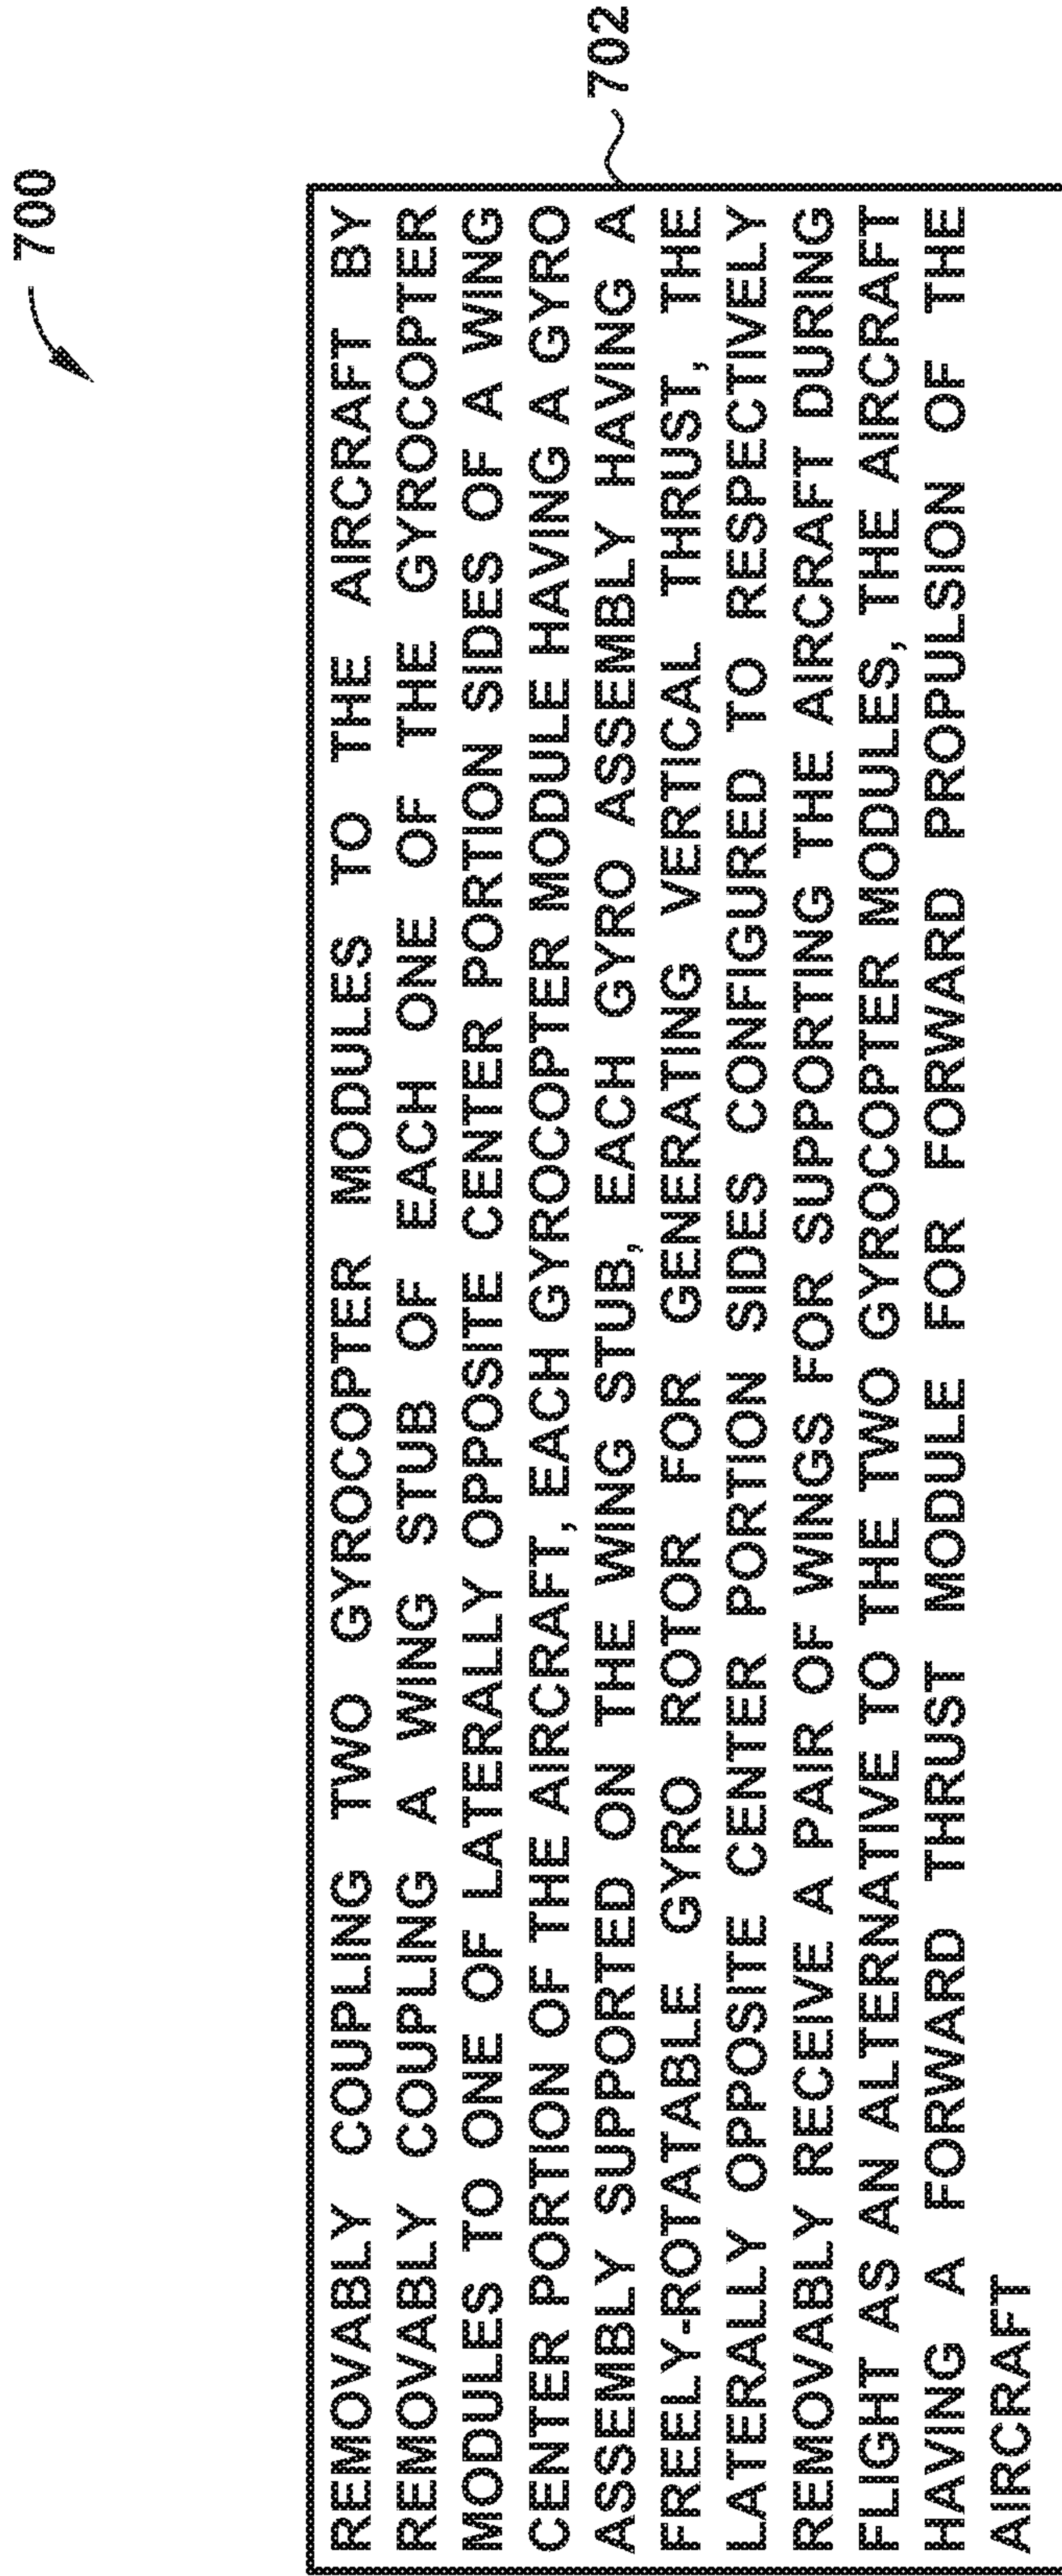 700
702
REMOVABLY COUPLING TWO GYROCOPTER MODULES TO THE AIRCRAFT BY
REMOVABLY COUPLING A WING STUB OF EACH ONE OF THE GYROCOPTER
MODULES TO ONE OF LATERALLY OPPOSITE CENTER PORTION SIDES OF A WING
CENTER PORTION OF THE AIRCRAFT, EACH GYROCOPTER MODULE HAVING A GYRO
ASSEMBLY SUPPORTED ON THE WING STUB, EACH GYRO ASSEMBLY HAVING A
FREELY-ROTATABLE GYRO ROTOR FOR GENERATING VERTICAL THRUST, THE
LATERALLY OPPOSITE CENTER PORTION SIDES CONFIGURED TO RESPECTIVELY
REMOVABLY RECEIVE A PAIR OF WINGS FOR SUPPORTING THE AIRCRAFT DURING
FLIGHT AS AN ALTERNATIVE TO THE TWO GYROCOPTER MODULES, THE AIRCRAFT
HAVING A FORWARD THRUST MODULE FOR FORWARD PROPULSION OF THE
AIRCRAFT